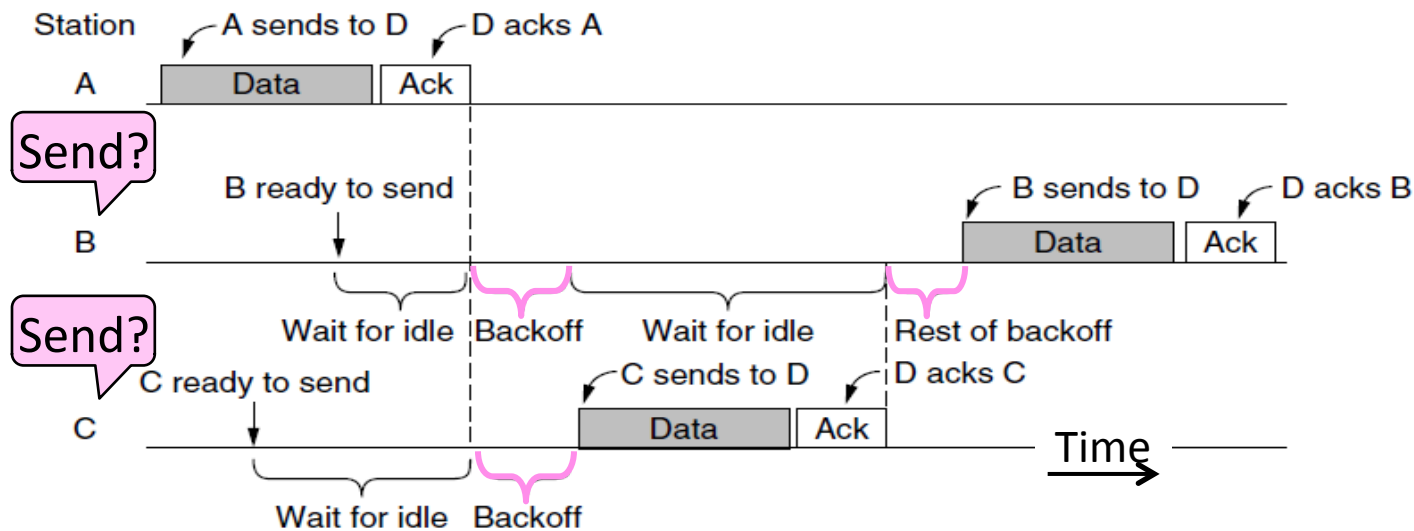 Station
A sends to D
D acks A
A
Data
Ack
Send?
B ready to send
B sends to D
D acks B
B
Data
Ack
Wait for idle
Backoff
Wait for idle
Rest of backoff
Send?
C ready to send
C sends to D
D acks C
C
Data
Ack
Time
Wait for idle
Backoff